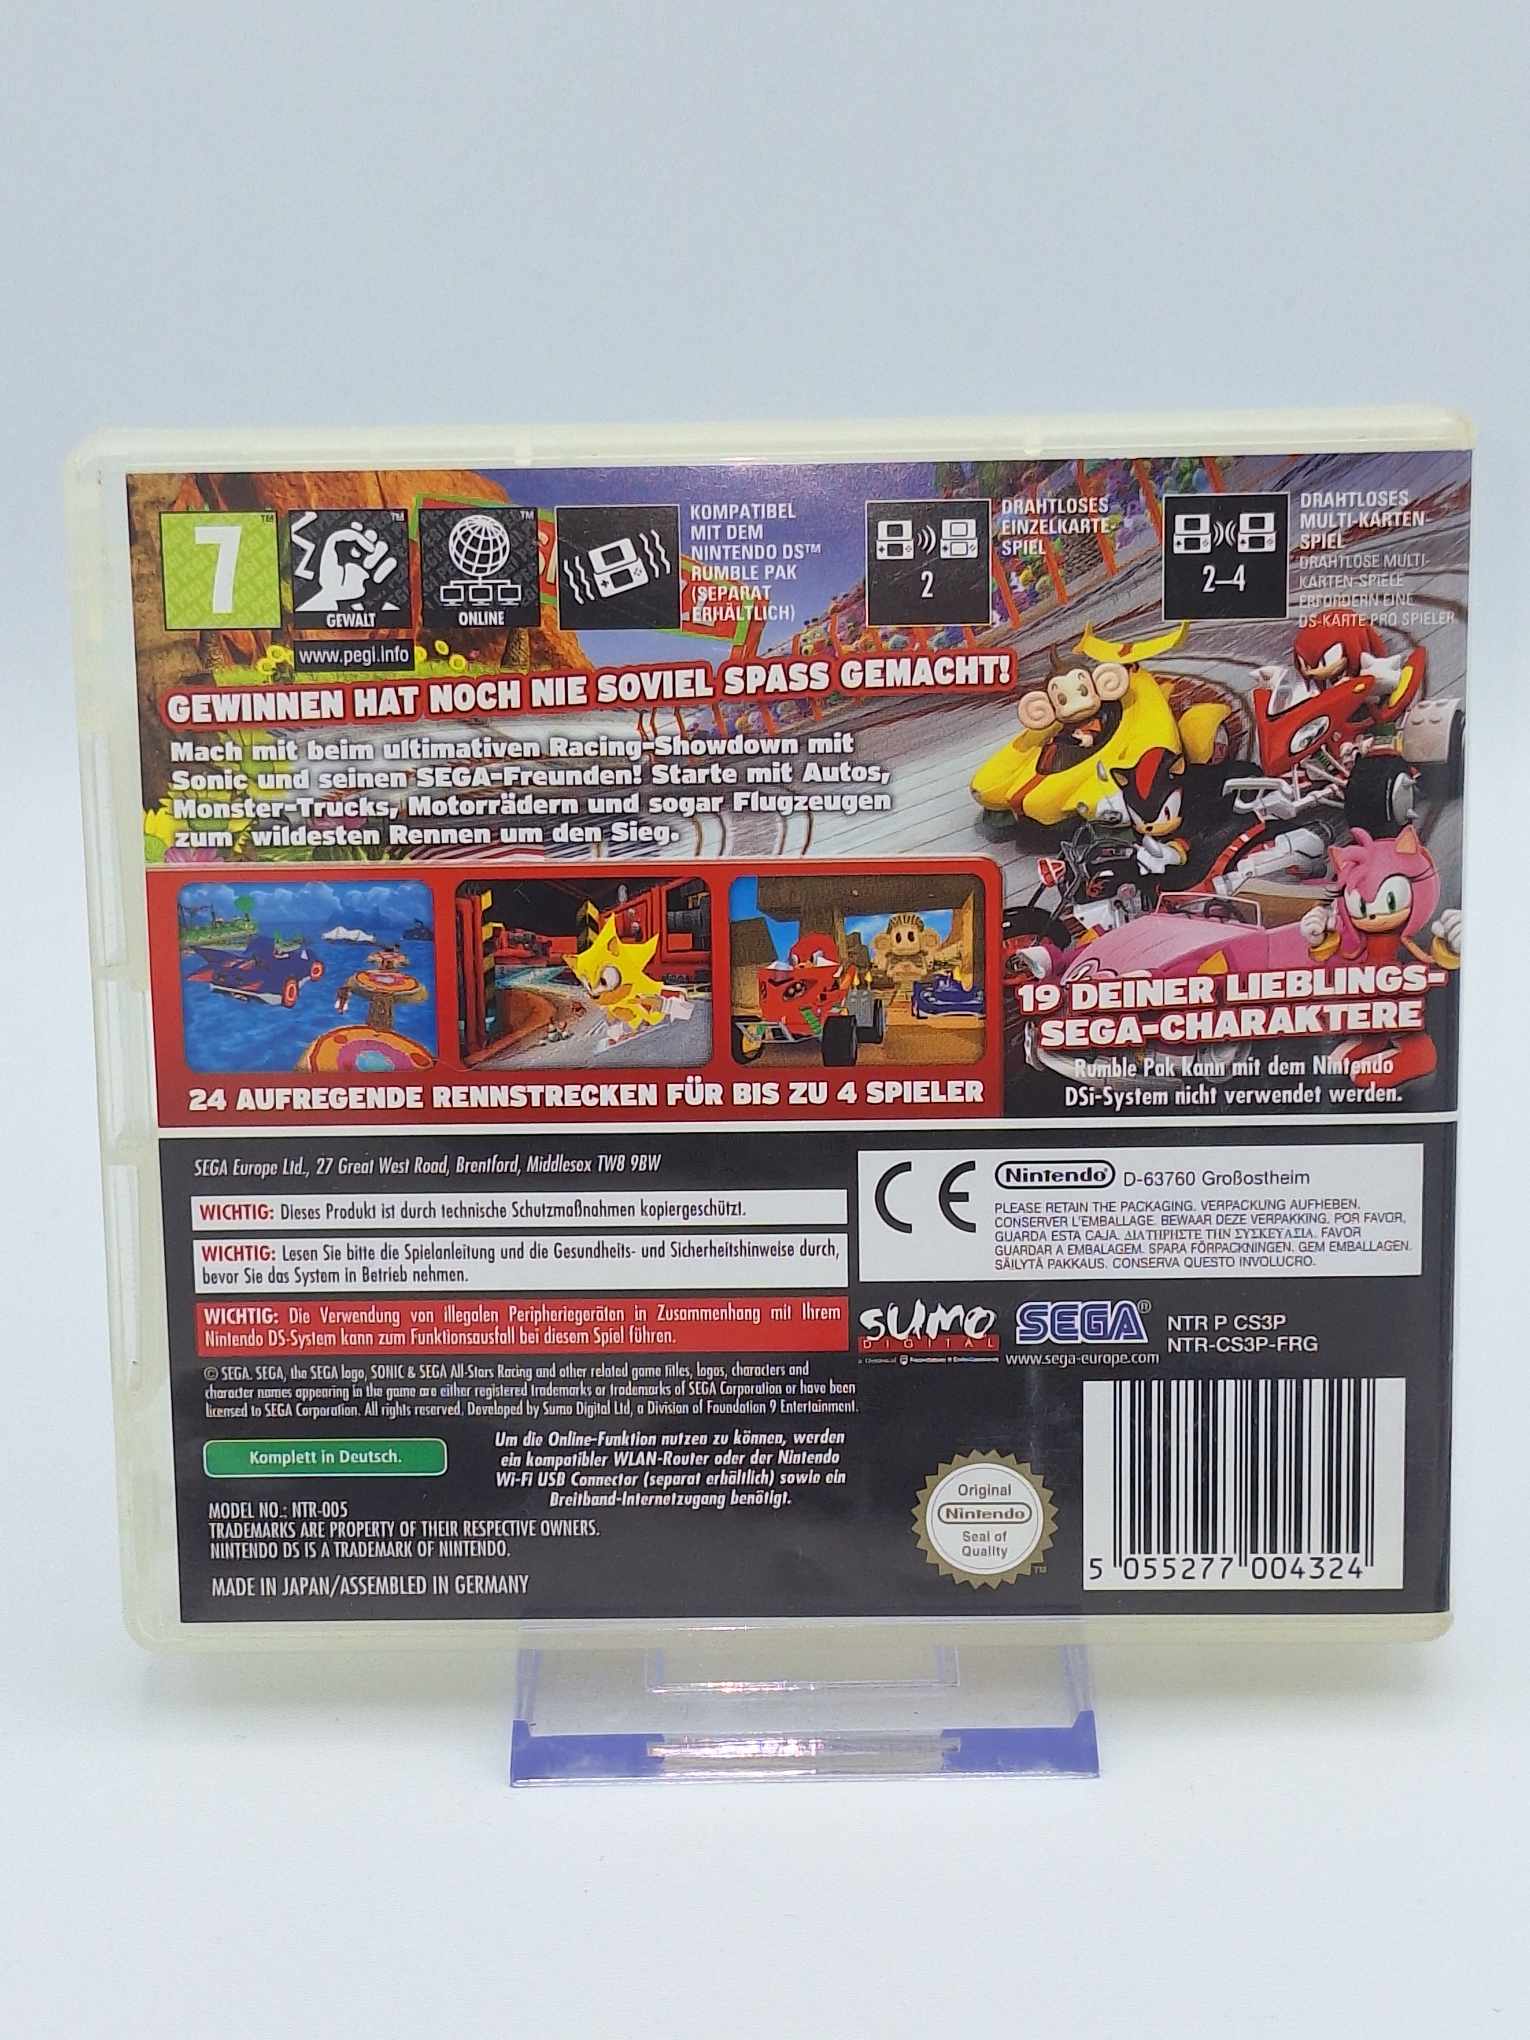 7
GEWALT
ONLINE
www.pegi.info
KOMPATIBEL
MIT DEM
NINTENDO DS™
RUMBLE PAK
(SEPARAT
ERHÄLTLICH)
2
DRAHTLOSES
EINZELKARTE-
SPIEL
2–4
DRAHTLOSES
MULTI-KARTEN-
SPIEL
DRAHTLOSE MULTI-
KARTEN-SPIELE
ERFORDERN EINE
DS-KARTE PRO SPIELER
GEWINNEN HAT NOCH NIE SOVIEL SPASS GEMACHT!
Mach mit beim ultimativen Racing-Showdown mit
Sonic und seinen SEGA-Freunden! Starte mit Autos,
Monster-Trucks, Motorrädern und sogar Flugzeugen
zum wildesten Rennen um den Sieg.
24 AUFREGENDE RENNSTRECKEN FÜR BIS ZU 4 SPIELER
19 DEINER LIEBLINGS-
SEGA-CHARAKTERE
Rumble Pak kann mit dem Nintendo
DSi-System nicht verwendet werden.
SEGA Europe Ltd., 27 Great West Road, Brentford, Middlesex TW8 9BW
WICHTIG: Dieses Produkt ist durch technische Schutzmaßnahmen kopiergeschützt.
WICHTIG: Lesen Sie bitte die Spielanleitung und die Gesundheits- und Sicherheitshinweise durch,
bevor Sie das System in Betrieb nehmen.
WICHTIG: Die Verwendung von illegalen Peripheriegeräten in Zusammenhang mit Ihrem
Nintendo DS-System kann zum Funktionsausfall bei diesem Spiel führen.
© SEGA. SEGA, the SEGA logo, SONIC & SEGA All-Stars Racing and other related game titles, logos, characters and
character names appearing in the game are either registered trademarks or trademarks of SEGA Corporation or have been
licensed to SEGA Corporation. All rights reserved. Developed by Sumo Digital Ltd, a Division of Foundation 9 Entertainment.
Komplett in Deutsch.
Um die Online-Funktion nutzen zu können, werden
ein kompatibler WLAN-Router oder der Nintendo
Wi-Fi USB Connector (separat erhältlich) sowie ein
Breitband-Internetzugang benötigt.
MODEL NO.: NTR-005
TRADEMARKS ARE PROPERTY OF THEIR RESPECTIVE OWNERS.
NINTENDO DS IS A TRADEMARK OF NINTENDO.
MADE IN JAPAN/ASSEMBLED IN GERMANY
CE
Nintendo D-63760 Großostheim
PLEASE RETAIN THE PACKAGING. VERPACKUNG AUFHEBEN.
CONSERVER L'EMBALLAGE. BEWAAR DEZE VERPAKKING. POR FAVOR,
GUARDA ESTA CAJA. ΔΙΑΤΗΡΗΣΤΕ ΤΗΝ ΣΥΣΚΕΥΑΣΙΑ. FAVOR
GUARDAR A EMBALAGEM. SPARA FÖRPACKNINGEN. GEM EMBALLAGEN.
SÄILYTÄ PAKKAUS. CONSERVA QUESTO INVOLUCRO.
sumo
DIGITAL
SEGA®
www.sega-europe.com
NTR P CS3P
NTR-CS3P-FRG
Original
Nintendo
Seal of
Quality
TM
5 055277 004324